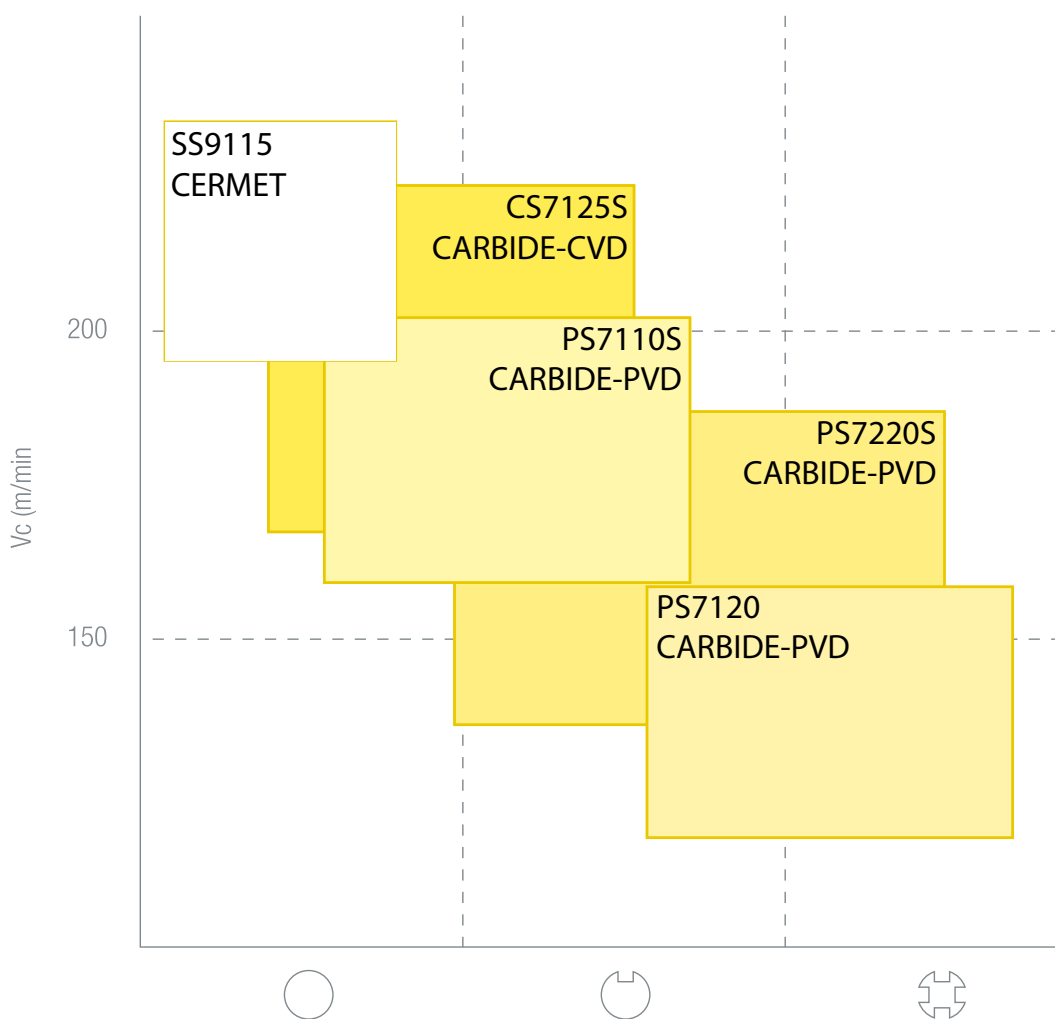 SS9115
CERMET
CS7125S
CARBIDE-CVD
200
PS7110S
CARBIDE-PVD
PS7220S
CARBIDE-PVD
Vc (m/min
PS7120
CARBIDE-PVD
150